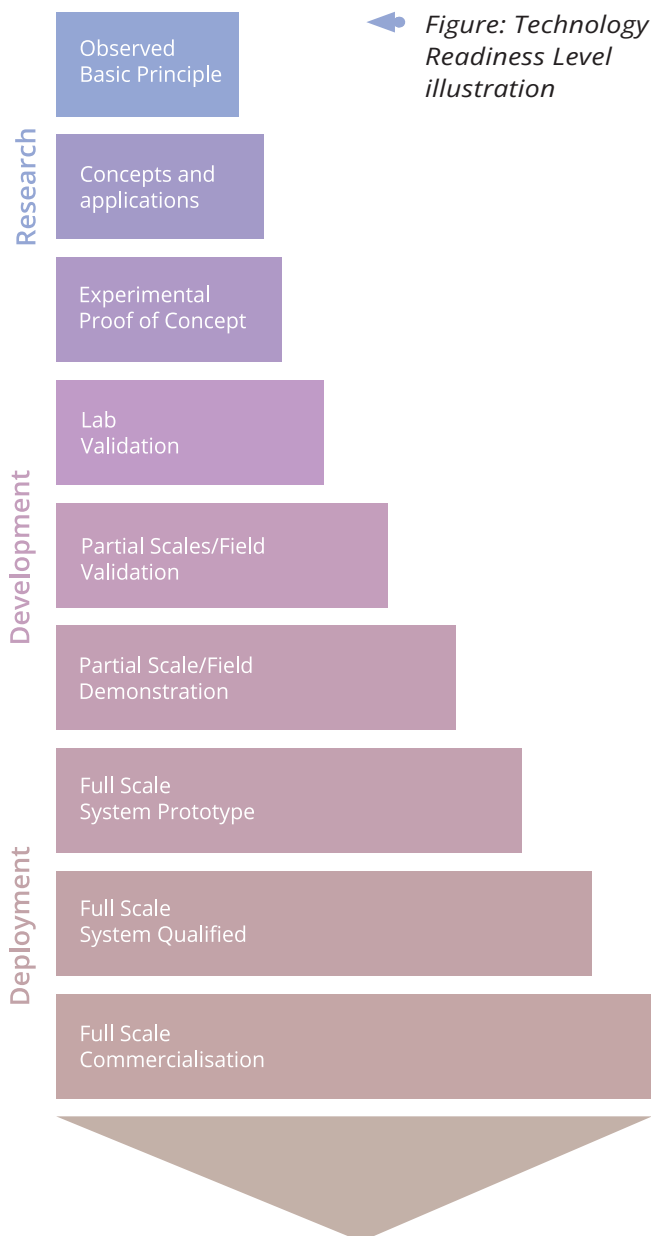 Figure: Technology
Readiness Level
illustration
Research
Observed
Basic Principle
Concepts and
applications
Experimental
Proof of Concept
Development
Lab
Validation
Partial Scales/Field
Validation
Partial Scale/Field
Demonstration
Deployment
Full Scale
System Prototype
Full Scale
System Qualified
Full Scale
Commercialisation